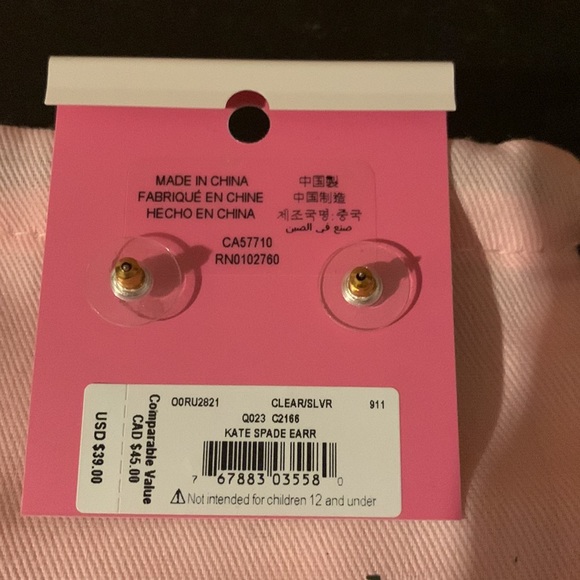 MADE IN CHINA
FABRIQUÉ EN CHINE
HECHO EN CHINA
中国製
中国制造
제조국명:중국
صنع في الصين
CA57710
RN0102760
O0RU2821 CLEAR/SLVR 911
Q023 C2166
KATE SPADE EARR
7 67883 03558 0
⚠Not intended for children 12 and under
Comparable Value
CAD $45.00
USD $39.00